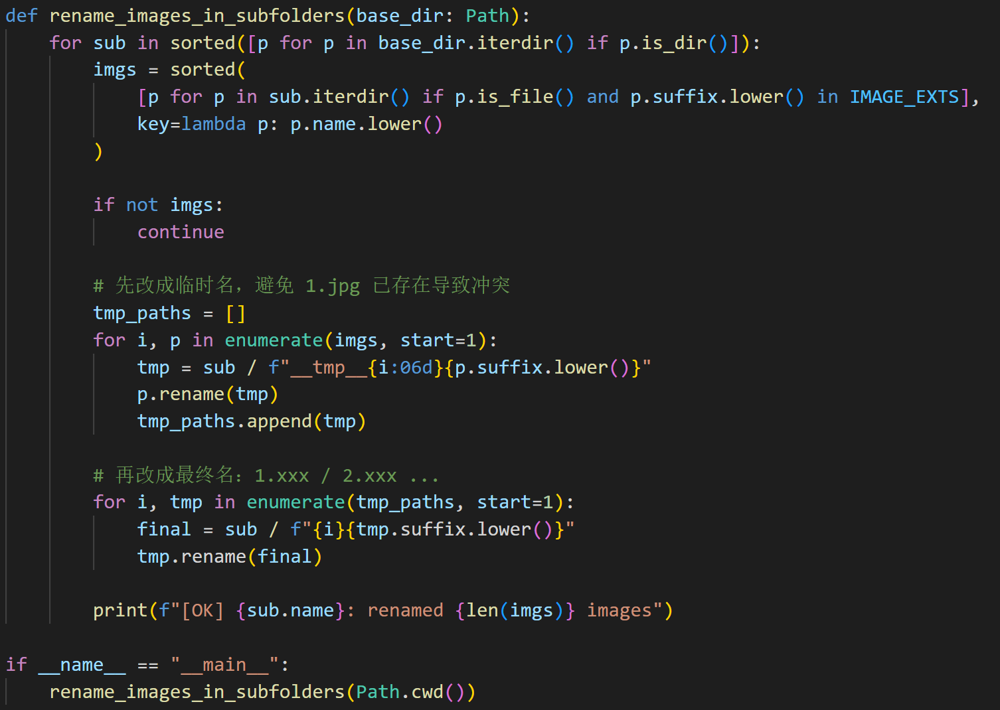 def rename_images_in_subfolders(base_dir: Path):
    for sub in sorted([p for p in base_dir.iterdir() if p.is_dir()]):
        imgs = sorted(
            [p for p in sub.iterdir() if p.is_file() and p.suffix.lower() in IMAGE_EXTS],
            key=lambda p: p.name.lower()
        )

        if not imgs:
            continue

        # 先改成临时名，避免 1.jpg 已存在导致冲突
        tmp_paths = []
        for i, p in enumerate(imgs, start=1):
            tmp = sub / f"__tmp__{i:06d}{p.suffix.lower()}"
            p.rename(tmp)
            tmp_paths.append(tmp)

        # 再改成最终名：1.xxx / 2.xxx ...
        for i, tmp in enumerate(tmp_paths, start=1):
            final = sub / f"{i}{tmp.suffix.lower()}"
            tmp.rename(final)

        print(f"[OK] {sub.name}: renamed {len(imgs)} images")

if __name__ == "__main__":
    rename_images_in_subfolders(Path.cwd())